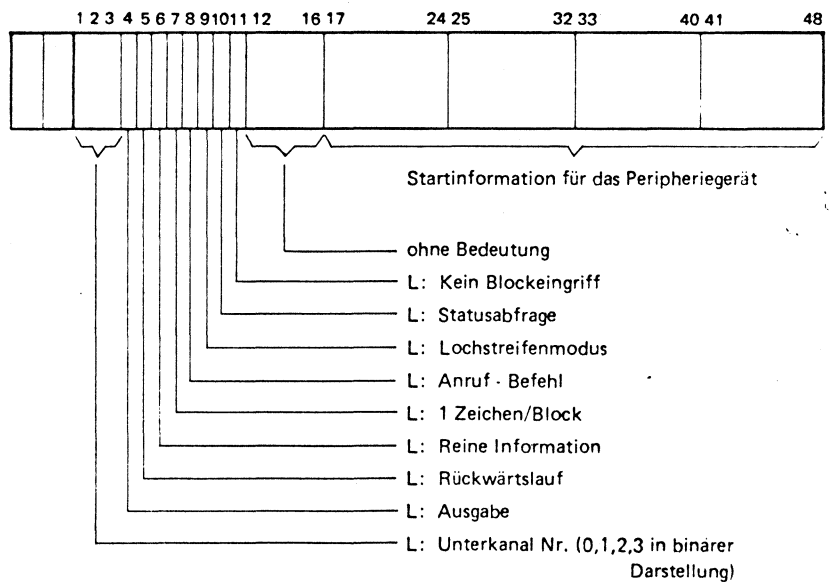 1 2 3 4 5 6 7 8 9 10 11 12 16 17 24 25 32 33 40 41 48
Startinformation für das Peripheriegerät
ohne Bedeutung
L: Kein Blockeingriff
L: Statusabfrage
L: Lochstreifenmodus
L: Anruf - Befehl
L: 1 Zeichen/Block
L: Reine Information
L: Rückwärtslauf
L: Ausgabe
L: Unterkanal Nr. (0,1,2,3 in binärer
Darstellung)